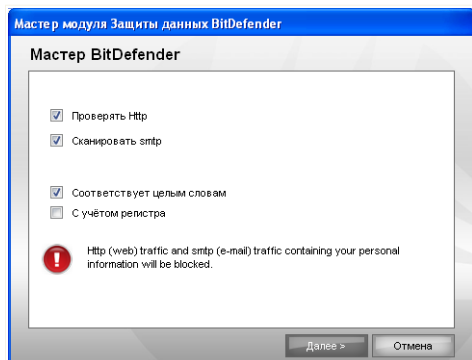 Мастер модуля Защиты данных BitDefender
Мастер BitDefender
Проверять Http
Сканировать smtp
Соответствует целым словам
С учётом регистра
Http (web) traffic and smtp (e-mail) traffic containing your personal
information will be blocked.
Далее >
Отмена